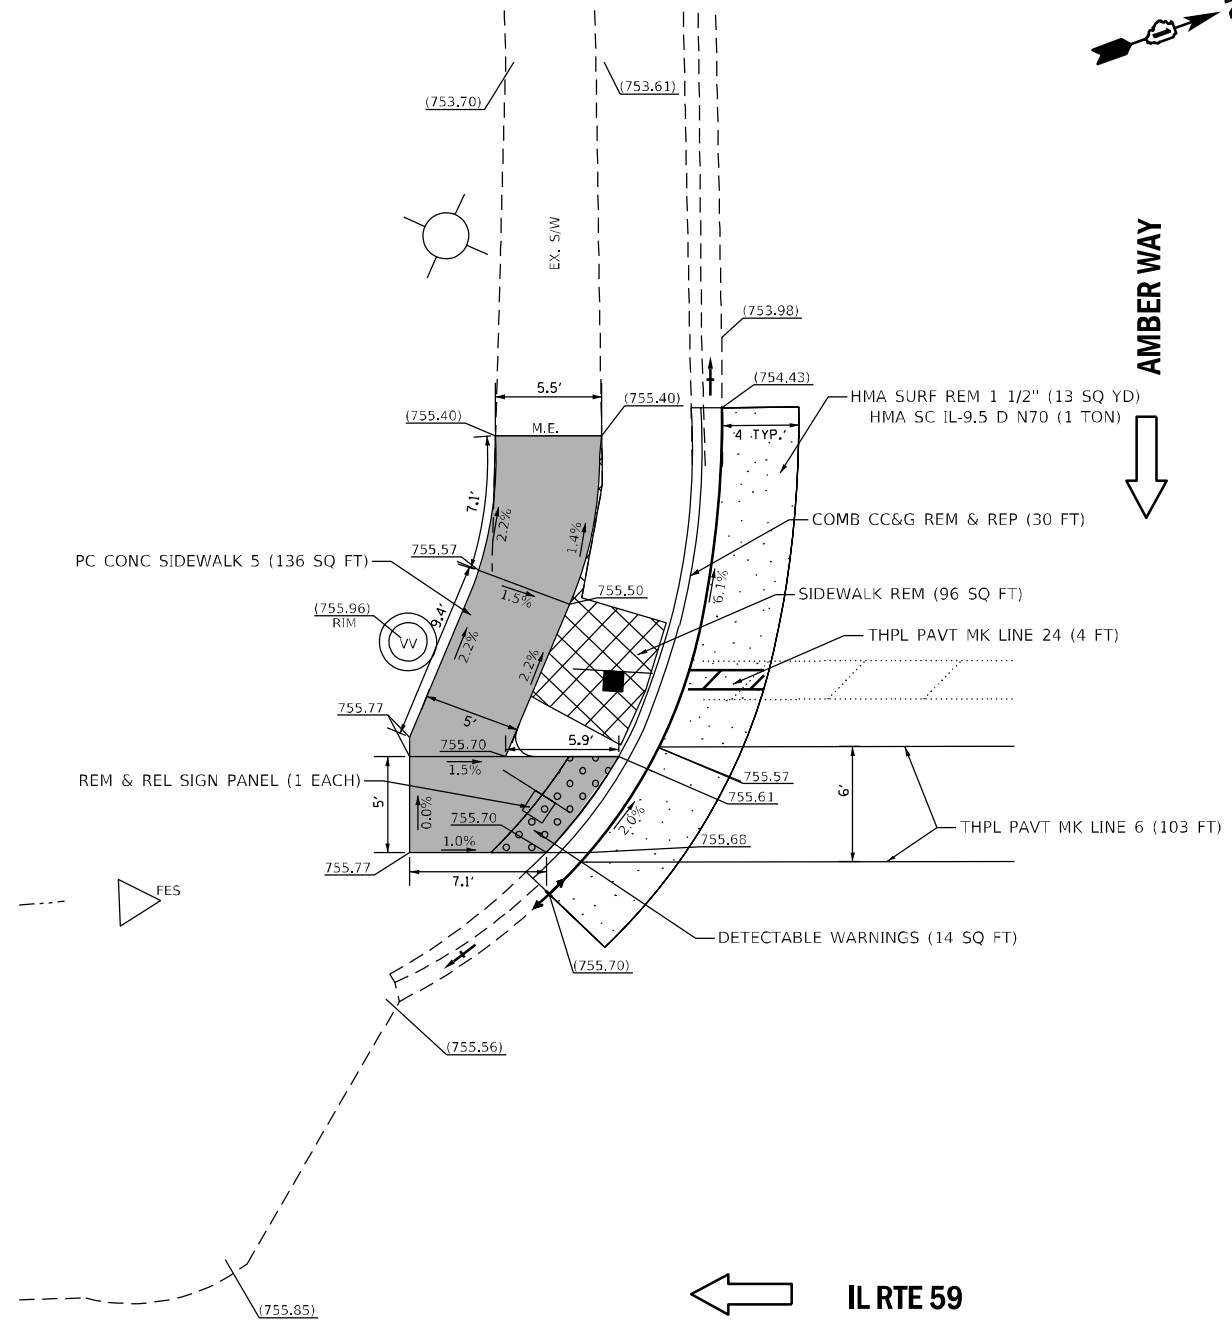 (753.70)
(753.61)
EX. S/W
AMBER WAY
(753.98)
(754.43)
5.5'
(755.40)
(755.40)
M.E.
4 TYP.'
HMA SURF REM 1 1/2" (13 SQ YD)
HMA SC IL-9.5 D N70 (1 TON)
7.1'
2.2%
1.4%
COMB CC&G REM & REP (30 FT)
PC CONC SIDEWALK 5 (136 SQ FT)
755.57
1.5%
755.50
6.1%
SIDEWALK REM (96 SQ FT)
(755.96)
RIM
VV
9.4'
2.2%
2.2%
THPL PAVT MK LINE 24 (4 FT)
755.77
5'
755.70
5.9'
1.5%
755.57
755.61
REM & REL SIGN PANEL (1 EACH)
5'
0.0%
755.70
2.0%
6'
THPL PAVT MK LINE 6 (103 FT)
1.0%
755.68
755.77
7.1'
FES
DETECTABLE WARNINGS (14 SQ FT)
(755.70)
(755.56)
IL RTE 59
(755.85)